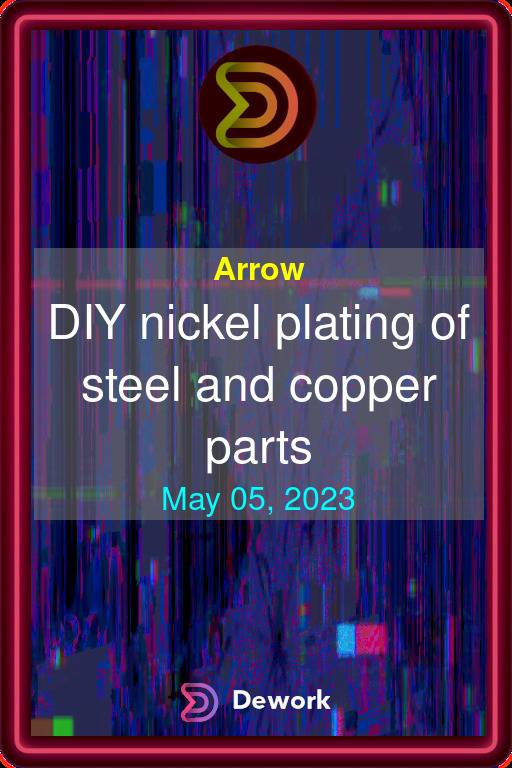 Arrow
DIY nickel plating of
steel and copper
parts
May 05, 2023
Dework